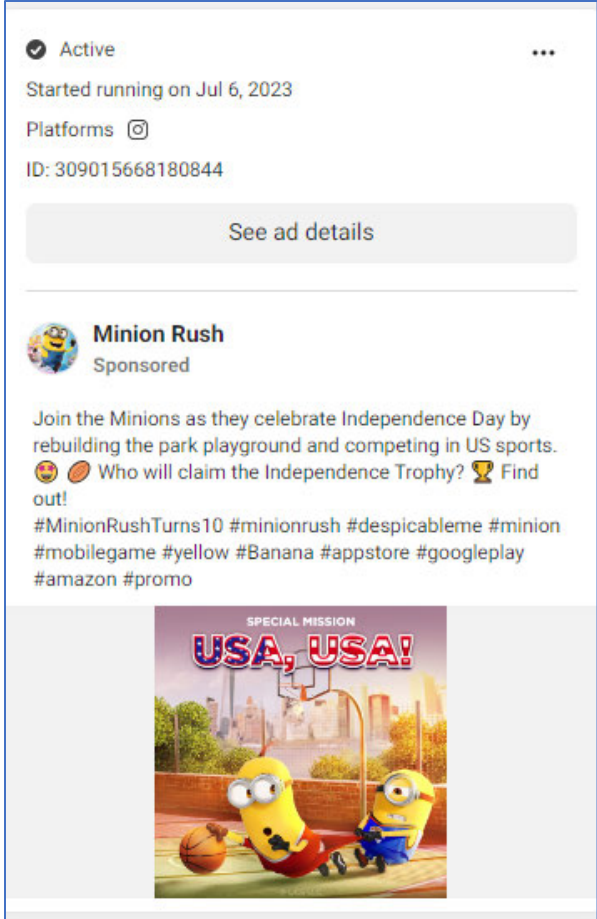 Active
Started running on Jul 6, 2023
Platforms
ID: 309015668180844
See ad details
Minion Rush
Sponsored
Join the Minions as they celebrate Independence Day by
rebuilding the park playground and competing in US sports.
🤩 🏉 Who will claim the Independence Trophy? 🏆 Find
out!
#MinionRushTurns10 #minionrush #despicableme #minion
#mobilegame #yellow #Banana #appstore #googleplay
#amazon #promo
SPECIAL MISSION
USA, USA!